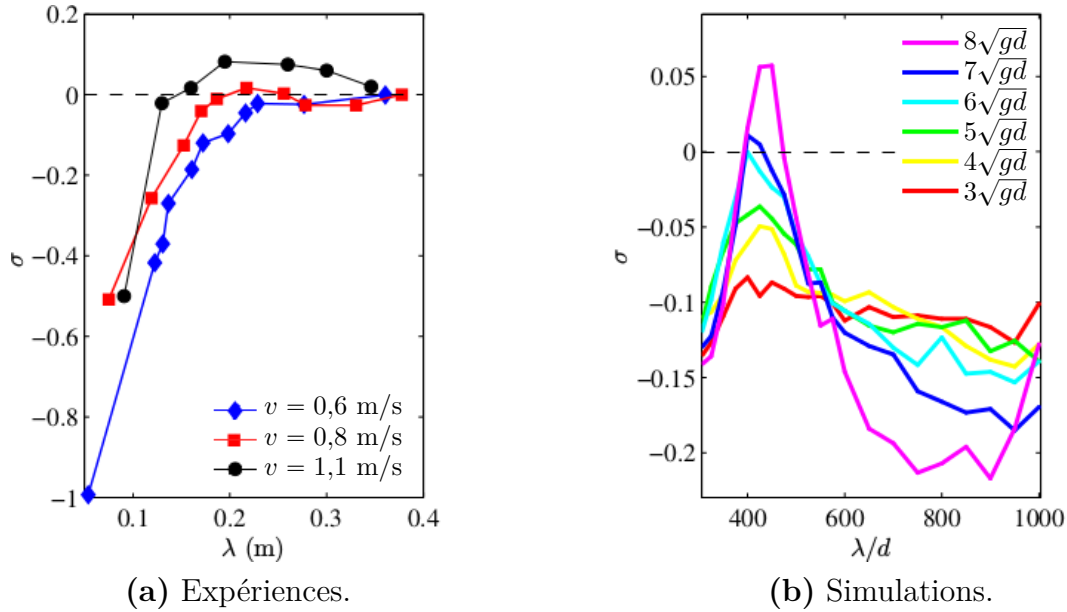 0.2
0
−0.2
−0.4
−0.6
−0.8
−1
σ
0.1
0.2
0.3
0.4
λ (m)
v = 0,6 m/s
v = 0,8 m/s
v = 1,1 m/s
(a) Expériences.
0.05
0
−0.05
−0.1
−0.15
−0.2
σ
400
600
800
1000
λ/d
8√gd
7√gd
6√gd
5√gd
4√gd
3√gd
(b) Simulations.